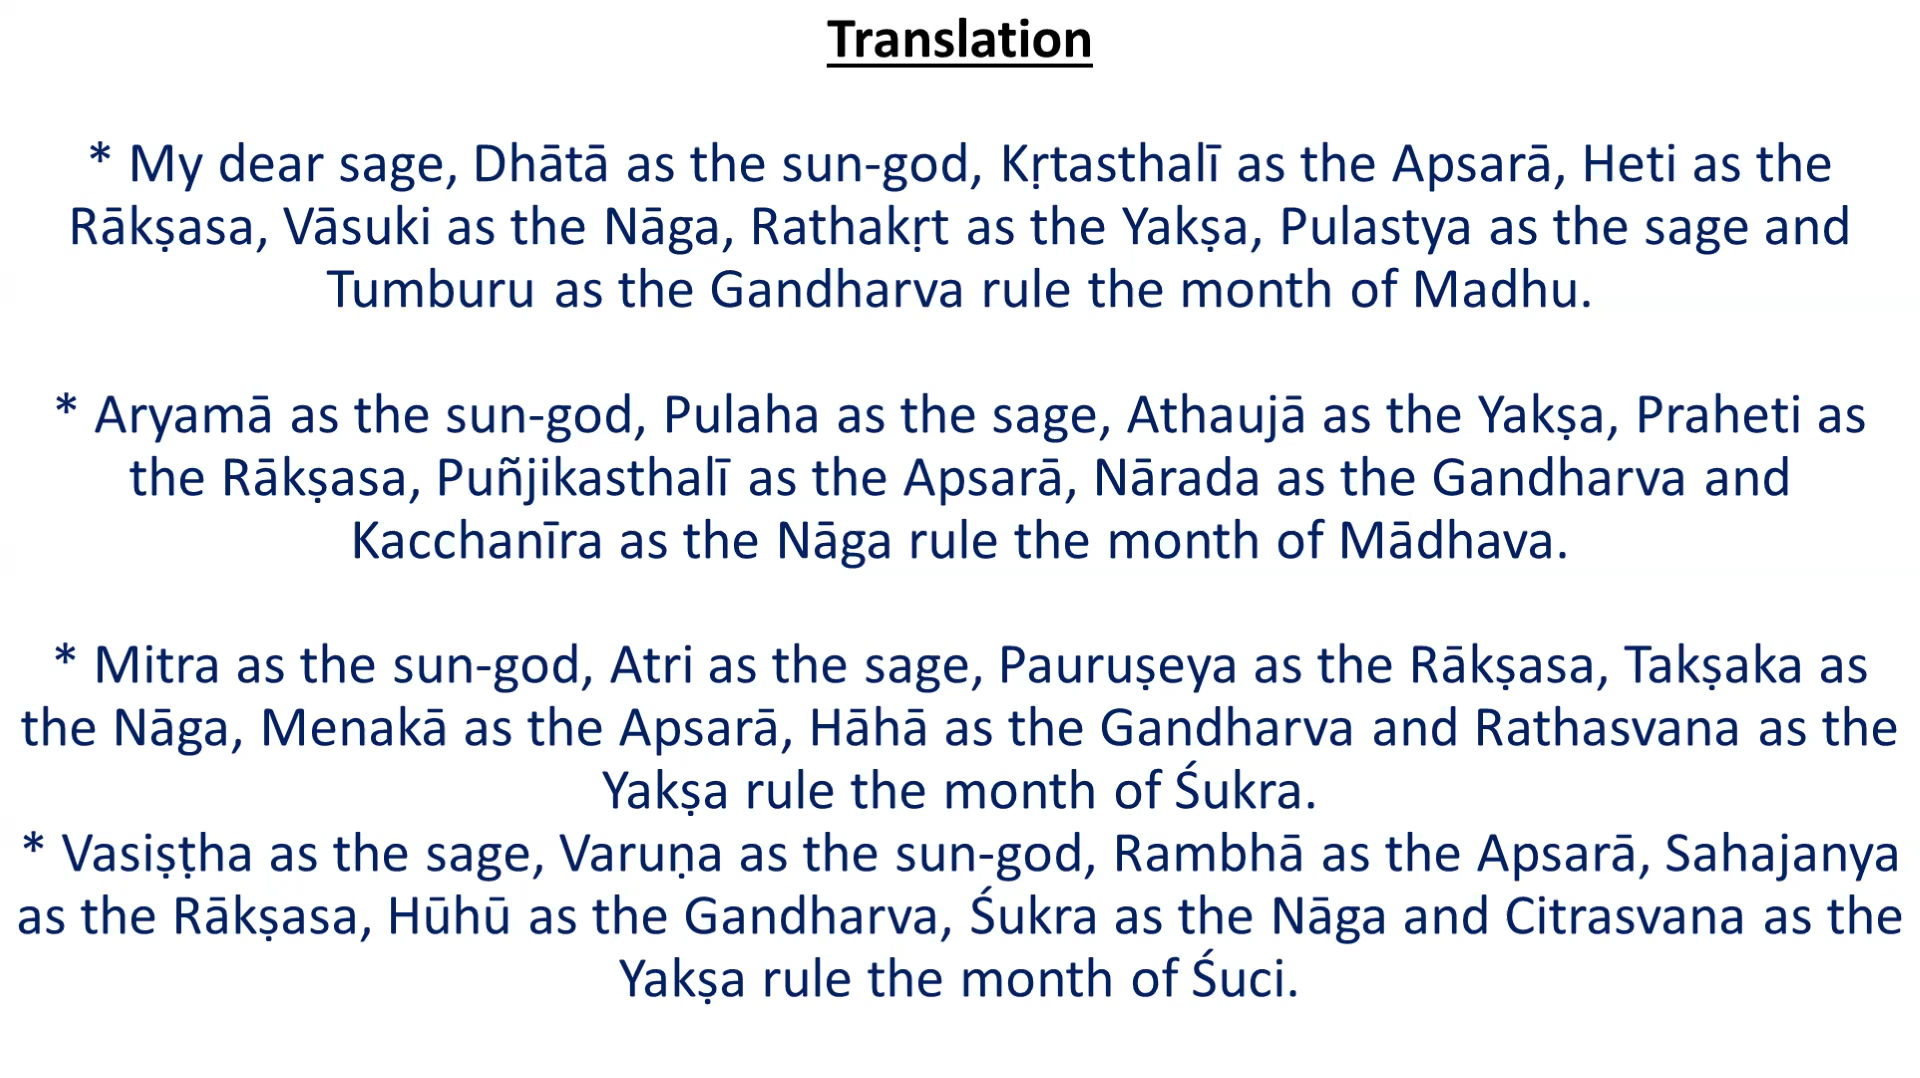 Translation
* My dear sage, Dhātā as the sun-god, Kṛtasthalī as the Apsarā, Heti as the
Rākṣasa, Vāsuki as the Nāga, Rathakṛt as the Yakṣa, Pulastya as the sage and
Tumburu as the Gandharva rule the month of Madhu.
* Aryamā as the sun-god, Pulaha as the sage, Athaujā as the Yakṣa, Praheti as
the Rākṣasa, Puñjikasthalī as the Apsarā, Nārada as the Gandharva and
Kacchanīra as the Nāga rule the month of Mādhava.
* Mitra as the sun-god, Atri as the sage, Pauruṣeya as the Rākṣasa, Takṣaka as
the Nāga, Menakā as the Apsarā, Hāhā as the Gandharva and Rathasvana as the
Yakṣa rule the month of Śukra.
* Vasiṣṭha as the sage, Varuṇa as the sun-god, Rambhā as the Apsarā, Sahajanya
as the Rākṣasa, Hūhū as the Gandharva, Śukra as the Nāga and Citrasvana as the
Yakṣa rule the month of Śuci.